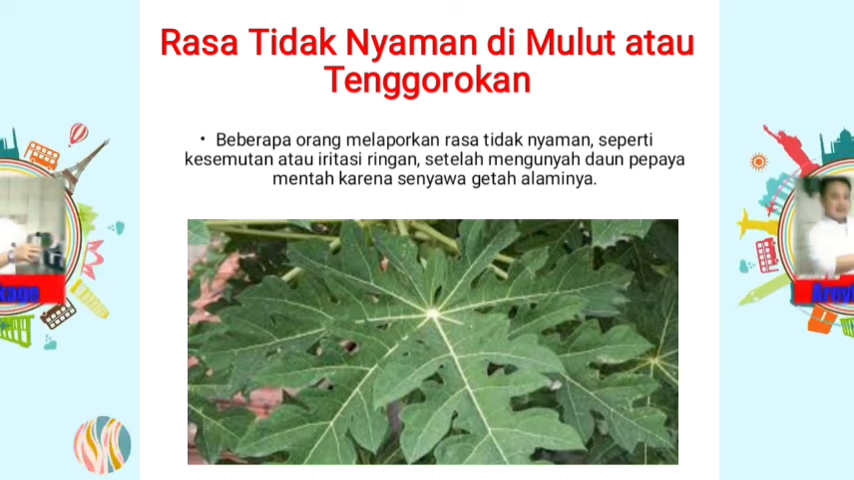 Rasa Tidak Nyaman di Mulut atau
Tenggorokan
• Beberapa orang melaporkan rasa tidak nyaman, seperti
kesemutan atau iritasi ringan, setelah mengunyah daun pepaya
mentah karena senyawa getah alaminya.